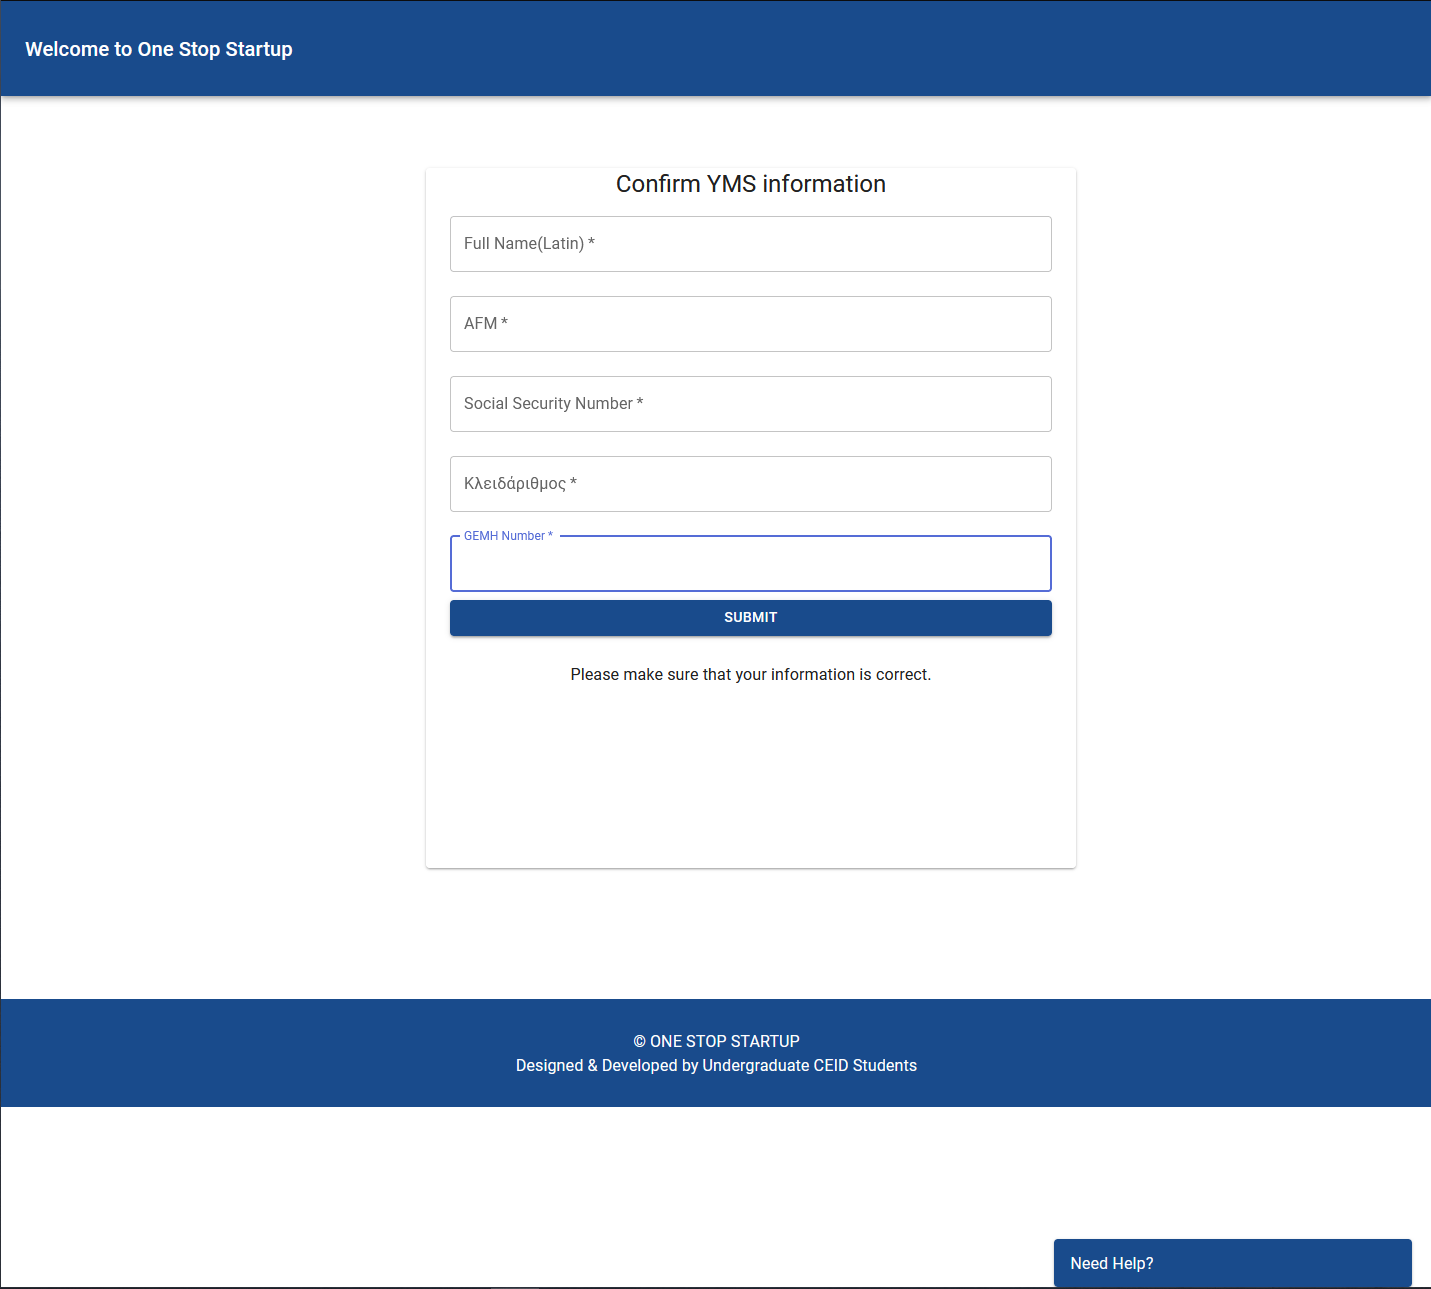 Welcome to One Stop Startup
Confirm YMS information
Full Name(Latin) *
AFM *
Social Security Number *
Κλειδάριθμος *
GEMH Number *
SUBMIT
Please make sure that your information is correct.
© ONE STOP STARTUP
Designed & Developed by Undergraduate CEID Students
Need Help?